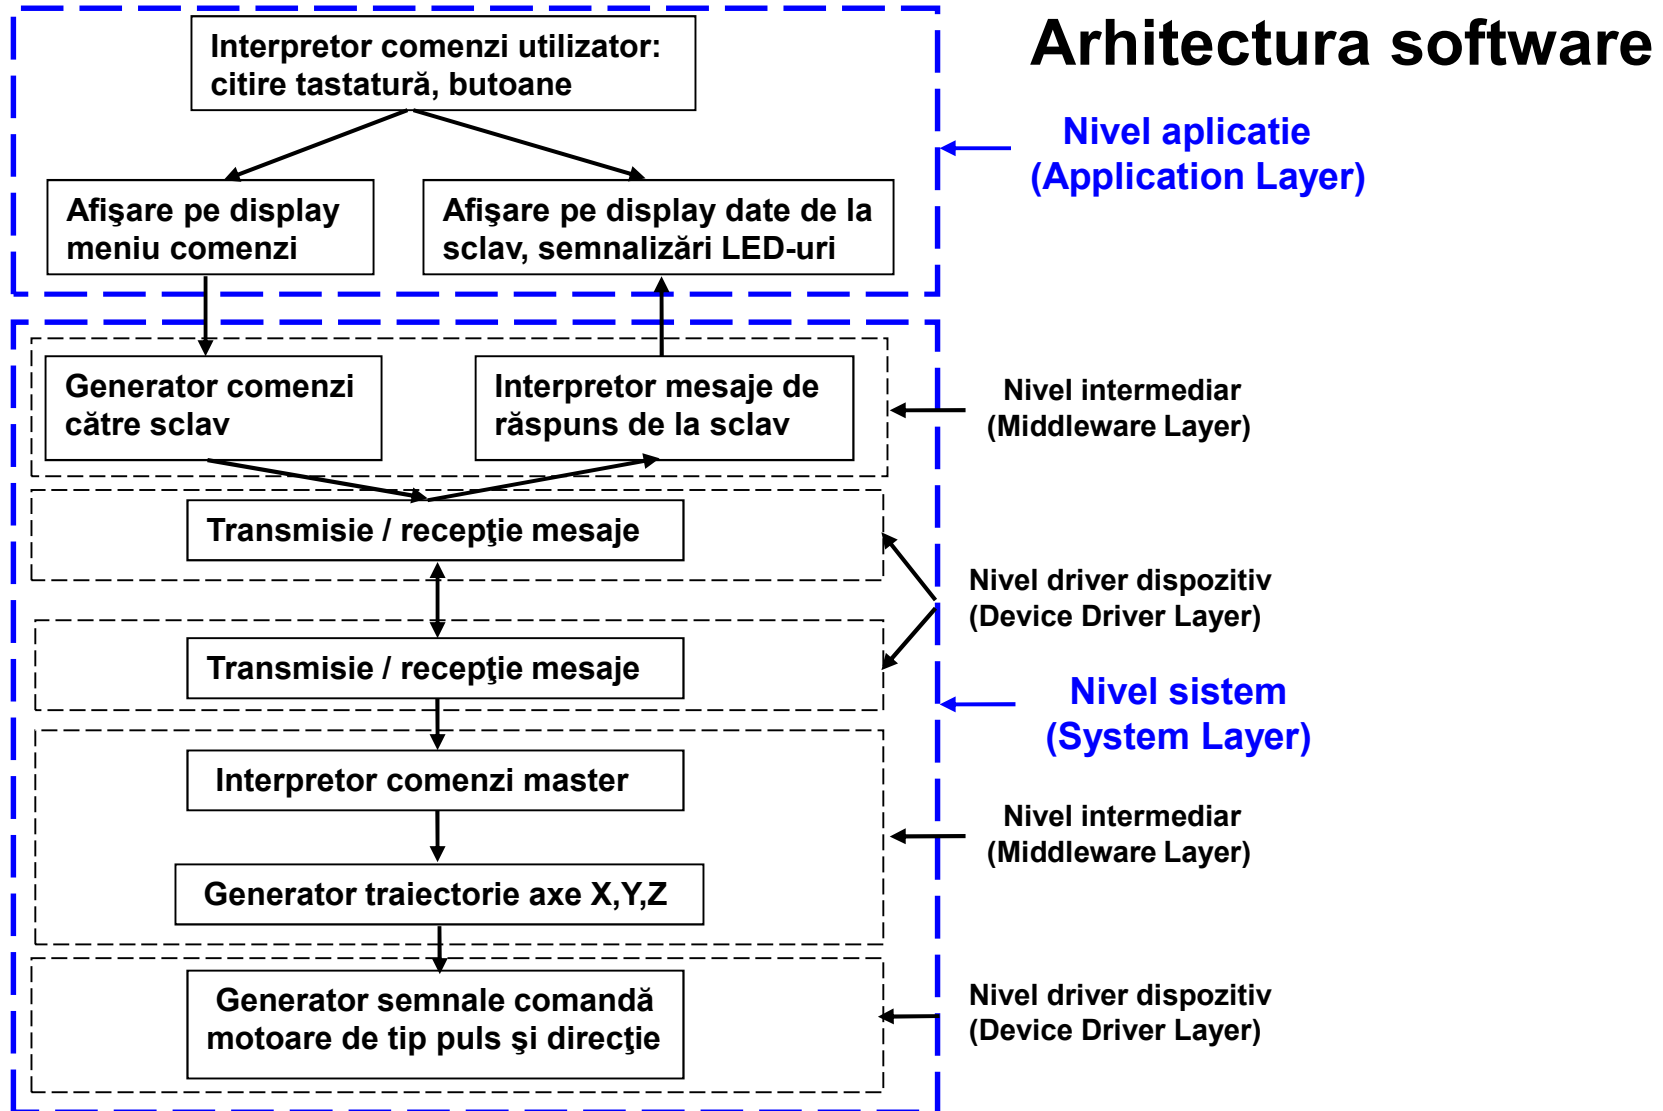 Arhitectura software
Interpretor comenzi utilizator:
citire tastatură, butoane
Nivel aplicatie
(Application Layer)
Afişare pe display
meniu comenzi
Afişare pe display date de la
sclav, semnalizări LED-uri
Generator comenzi
către sclav
Interpretor mesaje de
răspuns de la sclav
Nivel intermediar
(Middleware Layer)
Transmisie / recepţie mesaje
Nivel driver dispozitiv
(Device Driver Layer)
Transmisie / recepţie mesaje
Nivel sistem
(System Layer)
Interpretor comenzi master
Nivel intermediar
(Middleware Layer)
Generator traiectorie axe X,Y,Z
Generator semnale comandă
motoare de tip puls şi direcţie
Nivel driver dispozitiv
(Device Driver Layer)